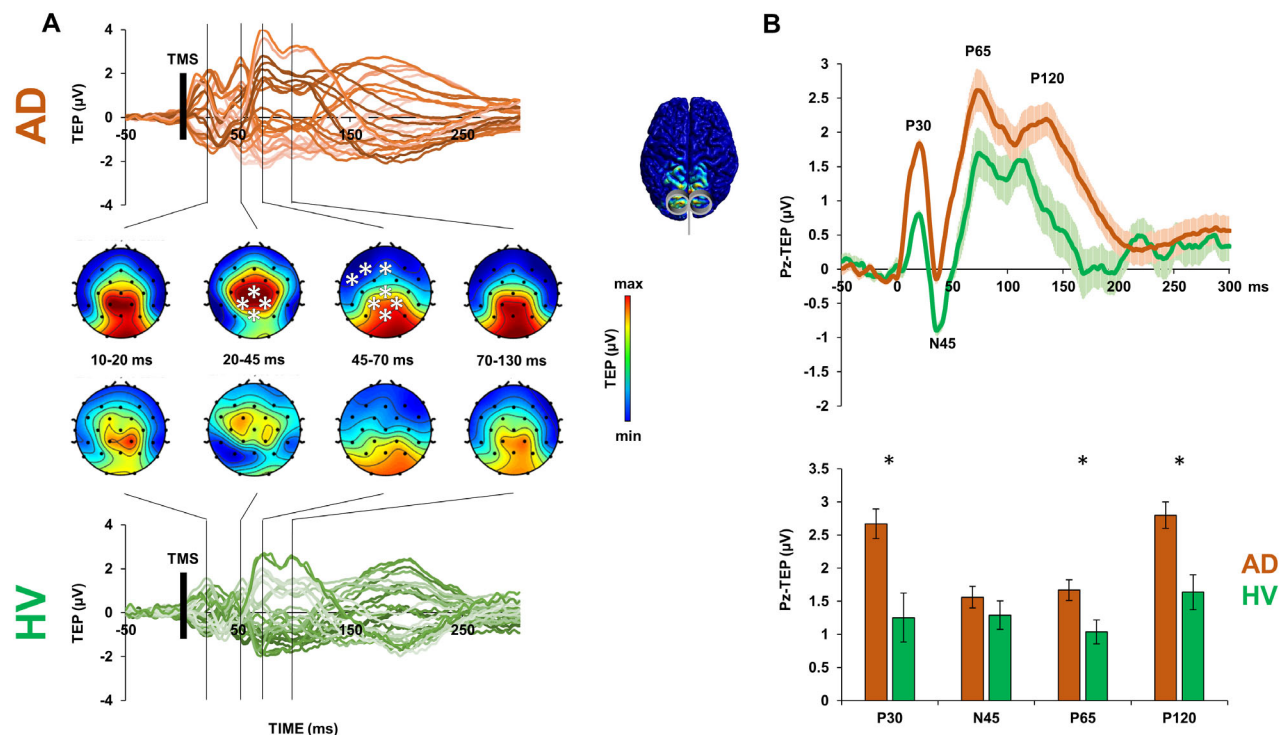 A
4
2
0
-2
-4
TEP (µV)
TMS
-50
50
150
250
AD
10-20 ms
20-45 ms
45-70 ms
70-130 ms
* * * *
* * * * * * *
max
TEP (µV)
min
HV
4
2
0
-2
-4
TEP (µV)
TMS
-50
50
150
250
TIME (ms)
B
3
2.5
2
1.5
1
0.5
0
-0.5
-1
-1.5
-2
Pz-TEP (µV)
P30
N45
P65
P120
-50
0
50
100
150
200
250
300
ms
3.5
3
2.5
2
1.5
1
0.5
0
Pz-TEP (µV)
* * *
P30
N45
P65
P120
AD
HV